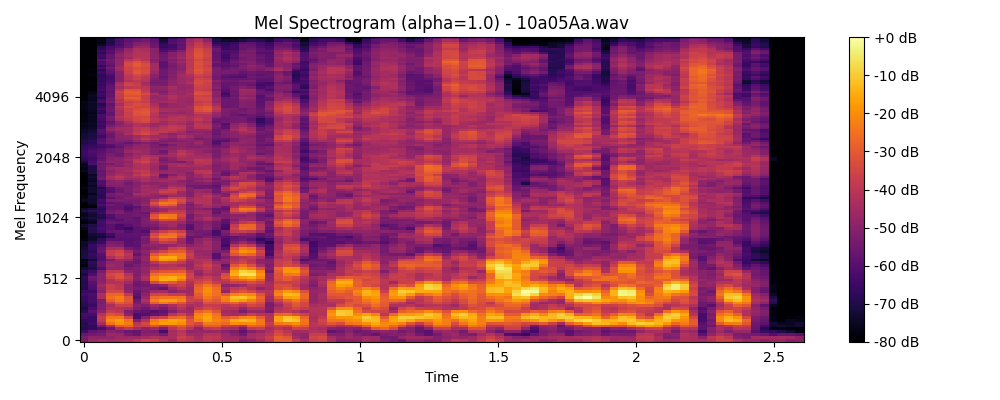 Mel Spectrogram (alpha=1.0) - 10a05Aa.wav
Mel Frequency
4096
2048
1024
512
0
0
0.5
1
1.5
2
2.5
Time
+0 dB
-10 dB
-20 dB
-30 dB
-40 dB
-50 dB
-60 dB
-70 dB
-80 dB